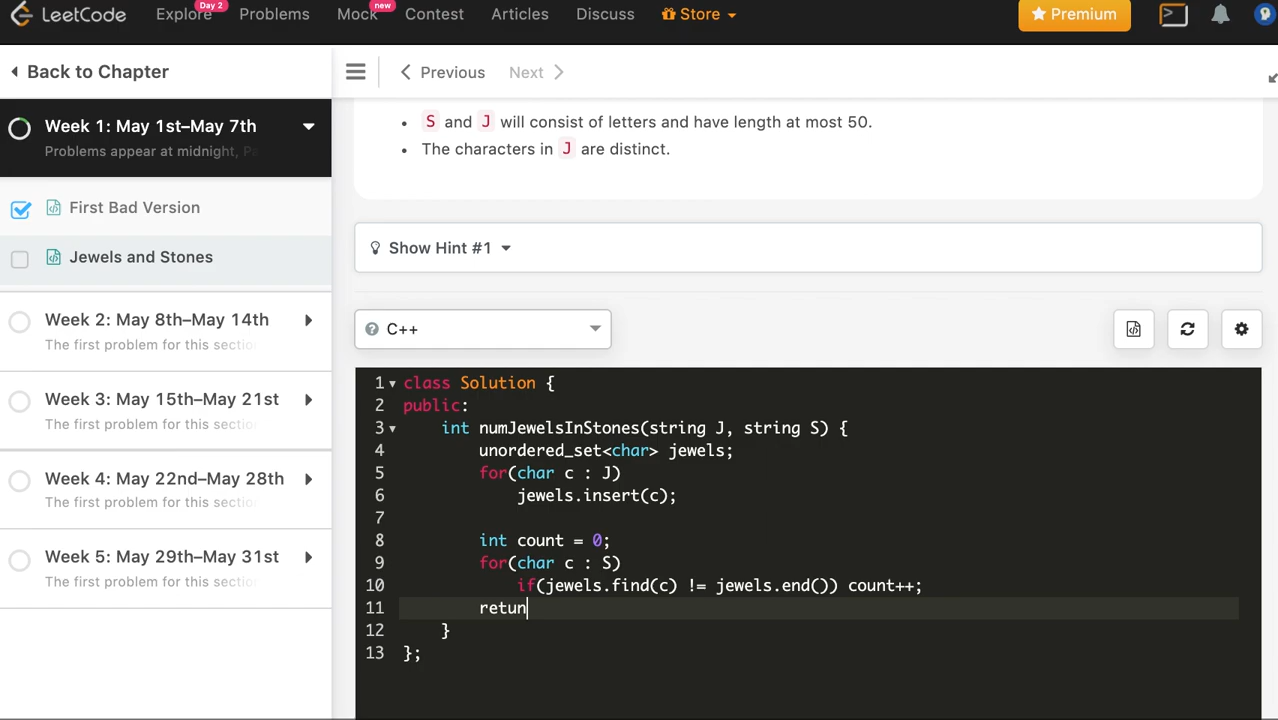 LeetCode Explore Day 2 Problems Mock new Contest Articles Discuss Store Premium
Back to Chapter
Previous Next
Week 1: May 1st–May 7th
Problems appear at midnight,
First Bad Version
Jewels and Stones
Week 2: May 8th–May 14th
The first problem for this sectio
Week 3: May 15th–May 21st
The first problem for this sectio
Week 4: May 22nd–May 28th
The first problem for this sectio
Week 5: May 29th–May 31st
The first problem for this sectio
• S and J will consist of letters and have length at most 50.
• The characters in J are distinct.
Show Hint #1
C++
1 class Solution {
2 public:
3 int numJewelsInStones(string J, string S) {
4 unordered_set<char> jewels;
5 for(char c : J)
6 jewels.insert(c);
7
8 int count = 0;
9 for(char c : S)
10 if(jewels.find(c) != jewels.end()) count++;
11 retun
12 }
13 };